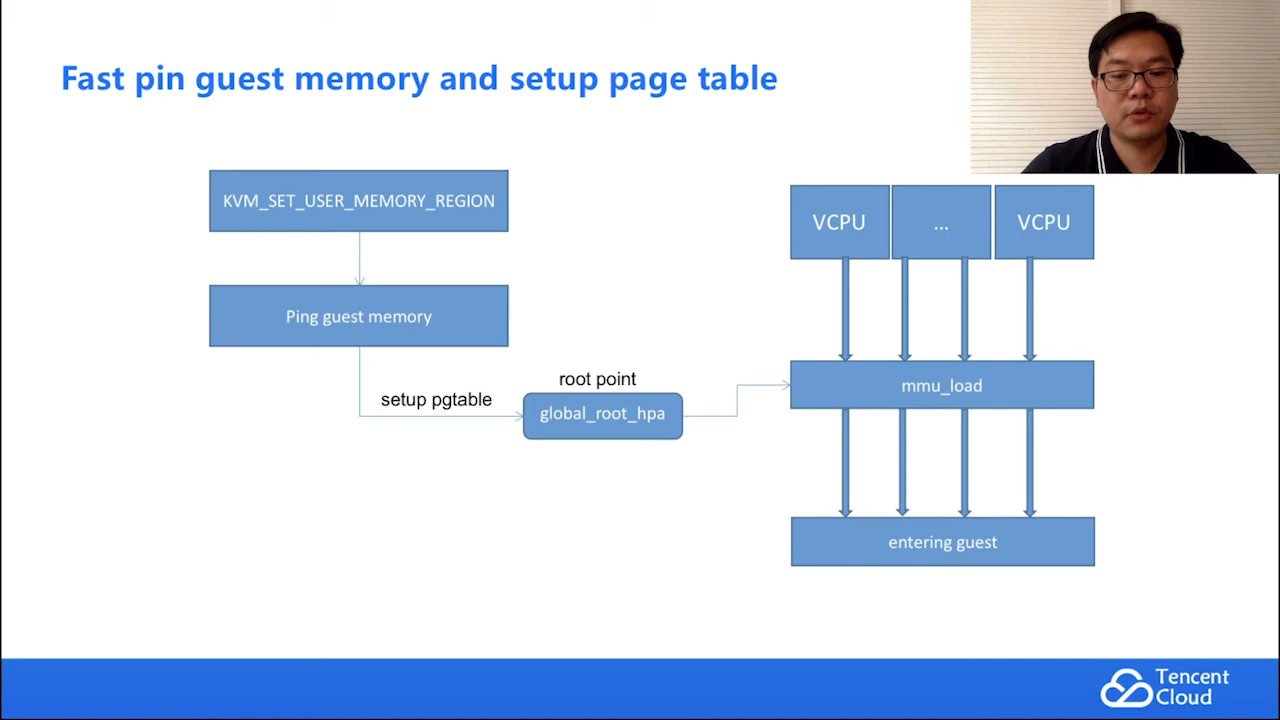 Fast pin guest memory and setup page table
KVM_SET_USER_MEMORY_REGION
Ping guest memory
setup pgtable
root point
global_root_hpa
VCPU
...
VCPU
mmu_load
entering guest
Tencent
Cloud